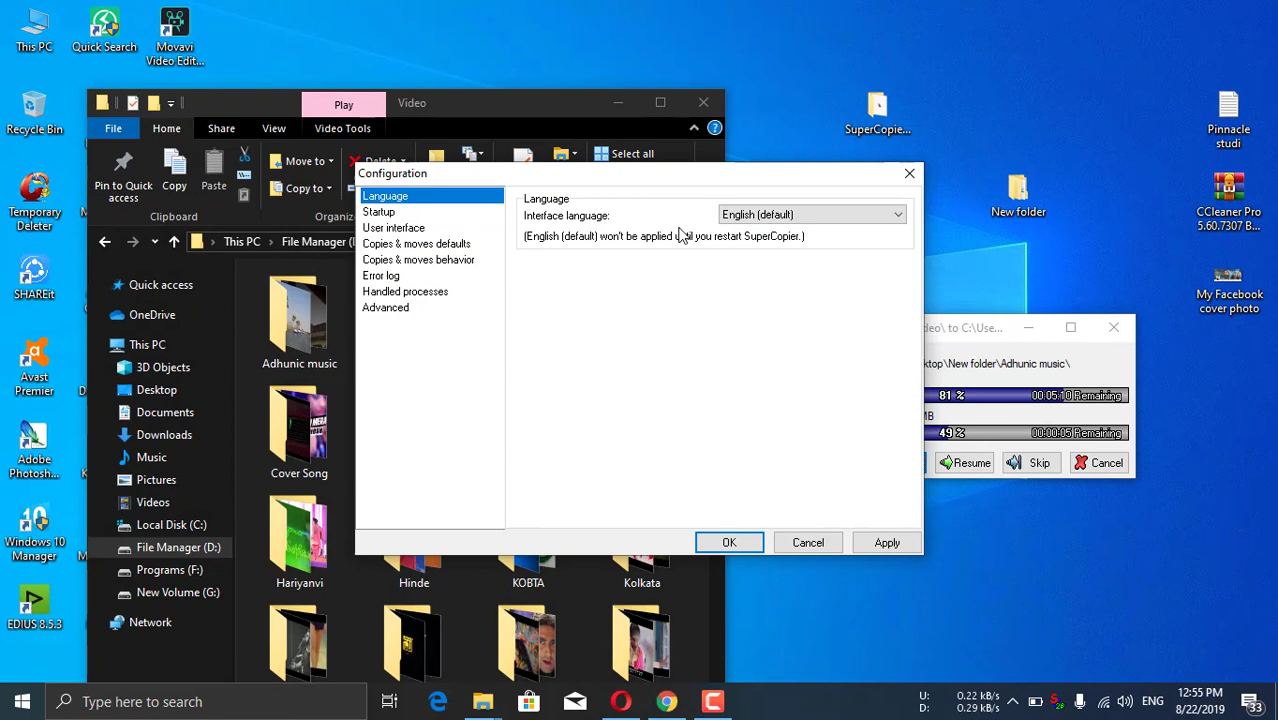 This PC
Quick Search
Movavi
Video Edit...
Recycle Bin
Temporary
Deleter
SHAREit
Avast
Premier
Adobe
Photosh...
Windows 10
Manager
EDIUS 8.5.3
Play
Video
File
Home
Share
View
Video Tools
Pin to Quick
access
Copy
Paste
Move to
Copy to
Delete
Select all
Organiz
This PC
File Manager (
Quick access
OneDrive
This PC
3D Objects
Desktop
Documents
Downloads
Music
Pictures
Videos
Local Disk (C:)
File Manager (D:)
Programs (F:)
New Volume (G:)
Network
Adhunic music
Cover Song
Hariyanvi
Hinde
KOBTA
Kolkata
Configuration
Language
Startup
User interface
Copies & moves defaults
Copies & moves behavior
Error log
Handled processes
Advanced
Language
Interface language:
English (default)
(English (default) won't be applied until you restart SuperCopier.)
OK
Cancel
Apply
deo\ to C:\Use...
ktop\New folder\Adhunic music\
81 %
00:05:10 Remaining
MB
49 %
00:00:05 Remaining
Resume
Skip
Cancel
SuperCopie...
New folder
Pinnacle
studi
CCleaner Pro
5.60.7307 B...
My Facebook
cover photo
Type here to search
U:
D:
0.22 kB/s
0.29 kB/s
ENG
12:55 PM
8/22/2019
33